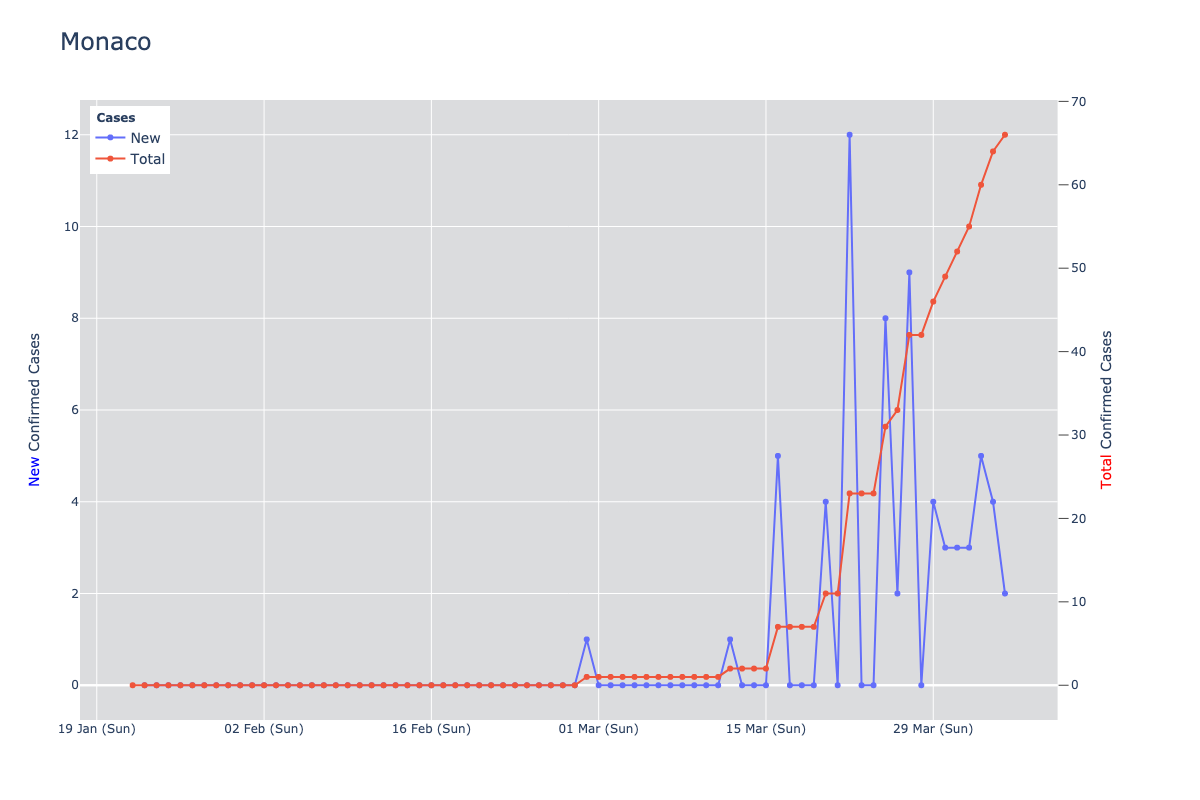 Monaco
Cases
New
Total
12
10
8
6
4
2
0
70
60
50
40
30
20
10
0
New Confirmed Cases
Total Confirmed Cases
19 Jan (Sun)
02 Feb (Sun)
16 Feb (Sun)
01 Mar (Sun)
15 Mar (Sun)
29 Mar (Sun)